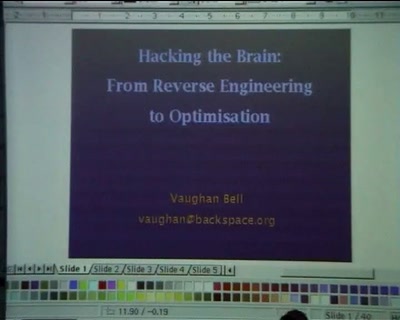 Hacking the Brain:
From Reverse Engineering
to Optimisation
Vaughan Bell
vaughan@backspace.org
Slide 1 / Slide 2 / Slide 3 / Slide 4 / Slide 5
11.90 / -0.19
Slide 1 / 40